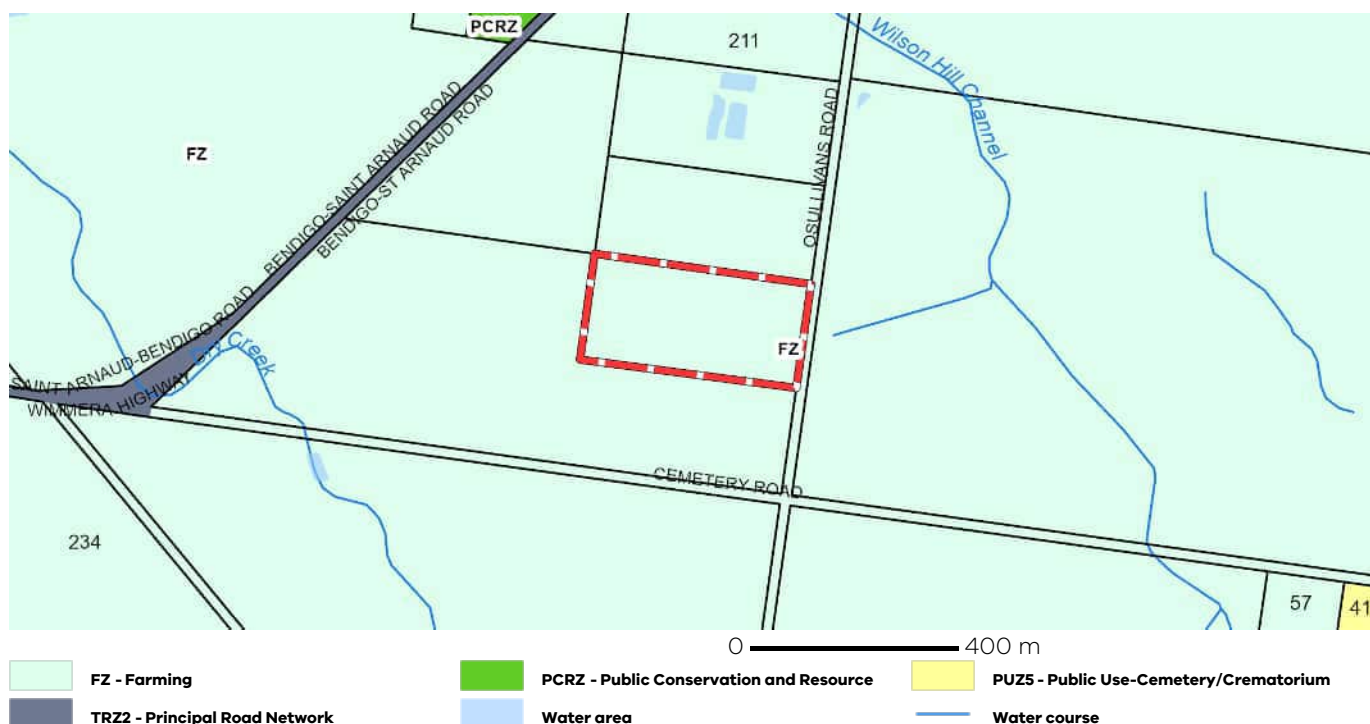 PCRZ
211
Wilson Hill Channel
BENDIGO-SAINT ARNAUD ROAD
BENDIGO-ST ARNAUD ROAD
OSULLIVANS ROAD
FZ
SAINT ARNAUD-BENDIGO ROAD
Creek
FZ
WIMMERA HIGHWAY
CEMETERY ROAD
234
57
41
0 400 m
FZ - Farming
PCRZ - Public Conservation and Resource
PUZ5 - Public Use-Cemetery/Crematorium
TRZ2 - Principal Road Network
Water area
Water course